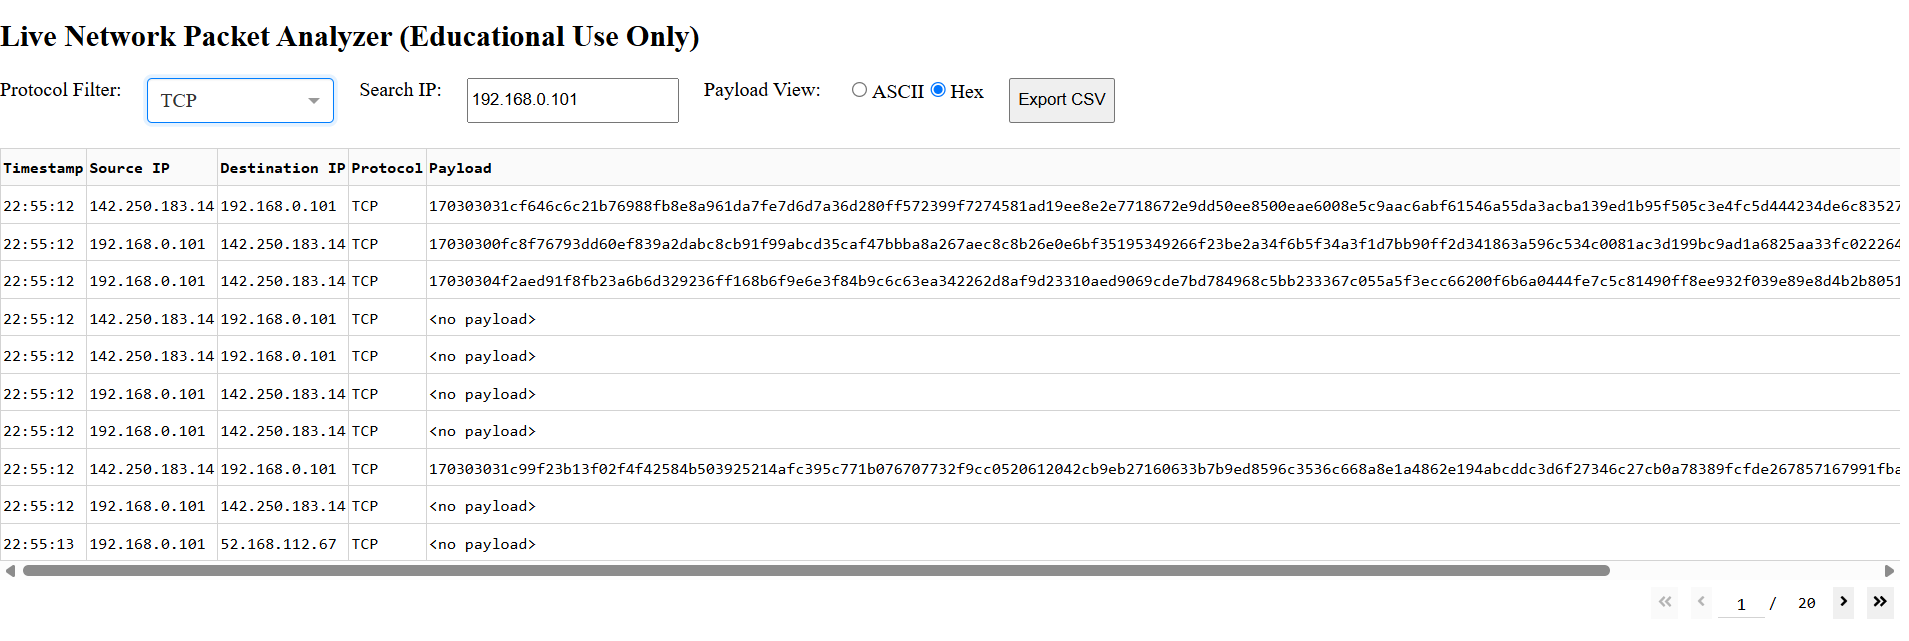 Live Network Packet Analyzer (Educational Use Only)
Protocol Filter: TCP Search IP: 192.168.0.101 Payload View: ASCII Hex Export CSV
Timestamp Source IP Destination IP Protocol Payload
22:55:12 142.250.183.14 192.168.0.101 TCP 170303031cf646c6c21b76988fb8e8a961da7fe7d6d7a36d280ff572399f7274581ad19ee8e2e7718672e9dd50ee8500eae6008e5c9aac6abf61546a55da3acba139ed1b95f505c3e4fc5d444234de6c83527
22:55:12 192.168.0.101 142.250.183.14 TCP 17030300fc8f76793dd60ef839a2dabc8cb91f99abcd35caf47bbba8a267aec8c8b26e0e6bf35195349266f23be2a34f6b5f34a3f1d7bb90ff2d341863a596c534c0081ac3d199bc9ad1a6825aa33fc022264
22:55:12 192.168.0.101 142.250.183.14 TCP 17030304f2aed91f8fb23a6b6d329236ff168b6f9e6e3f84b9c6c63ea342262d8af9d23310aed9069cde7bd784968c5bb233367c055a5f3ecc66200f6b6a0444fe7c5c81490ff8ee932f039e89e8d4b2b8051
22:55:12 142.250.183.14 192.168.0.101 TCP <no payload>
22:55:12 142.250.183.14 192.168.0.101 TCP <no payload>
22:55:12 192.168.0.101 142.250.183.14 TCP <no payload>
22:55:12 192.168.0.101 142.250.183.14 TCP <no payload>
22:55:12 142.250.183.14 192.168.0.101 TCP 170303031c99f23b13f02f4f42584b503925214afc395c771b076707732f9cc0520612042cb9eb27160633b7b9ed8596c3536c668a8e1a4862e194abcddc3d6f27346c27cb0a78389fcfde267857167991fba
22:55:12 192.168.0.101 142.250.183.14 TCP <no payload>
22:55:13 192.168.0.101 52.168.112.67 TCP <no payload>
1 / 20